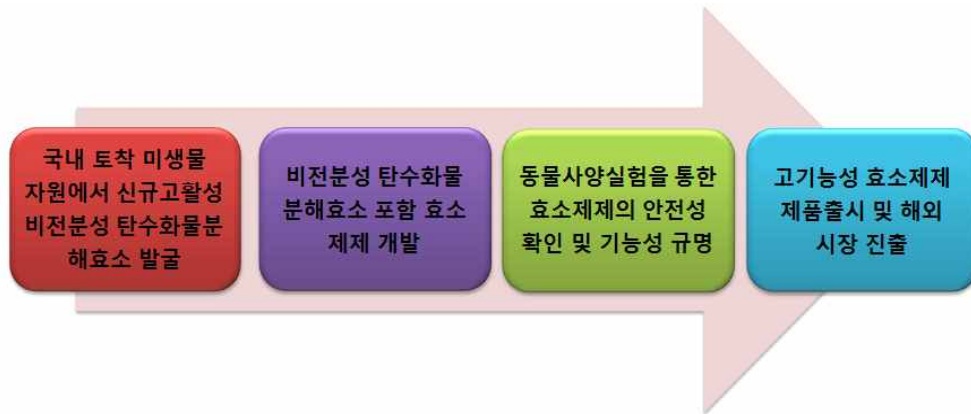 국내 토착 미생물
자원에서 신규고활성
비전분성 탄수화물분
해효소 발굴
비전분성 탄수화물
분해효소 포함 효소
제제 개발
동물사양실험을 통한
효소제제의 안전성
확인 및 기능성 규명
고기능성 효소제제
제품출시 및 해외
시장 진출